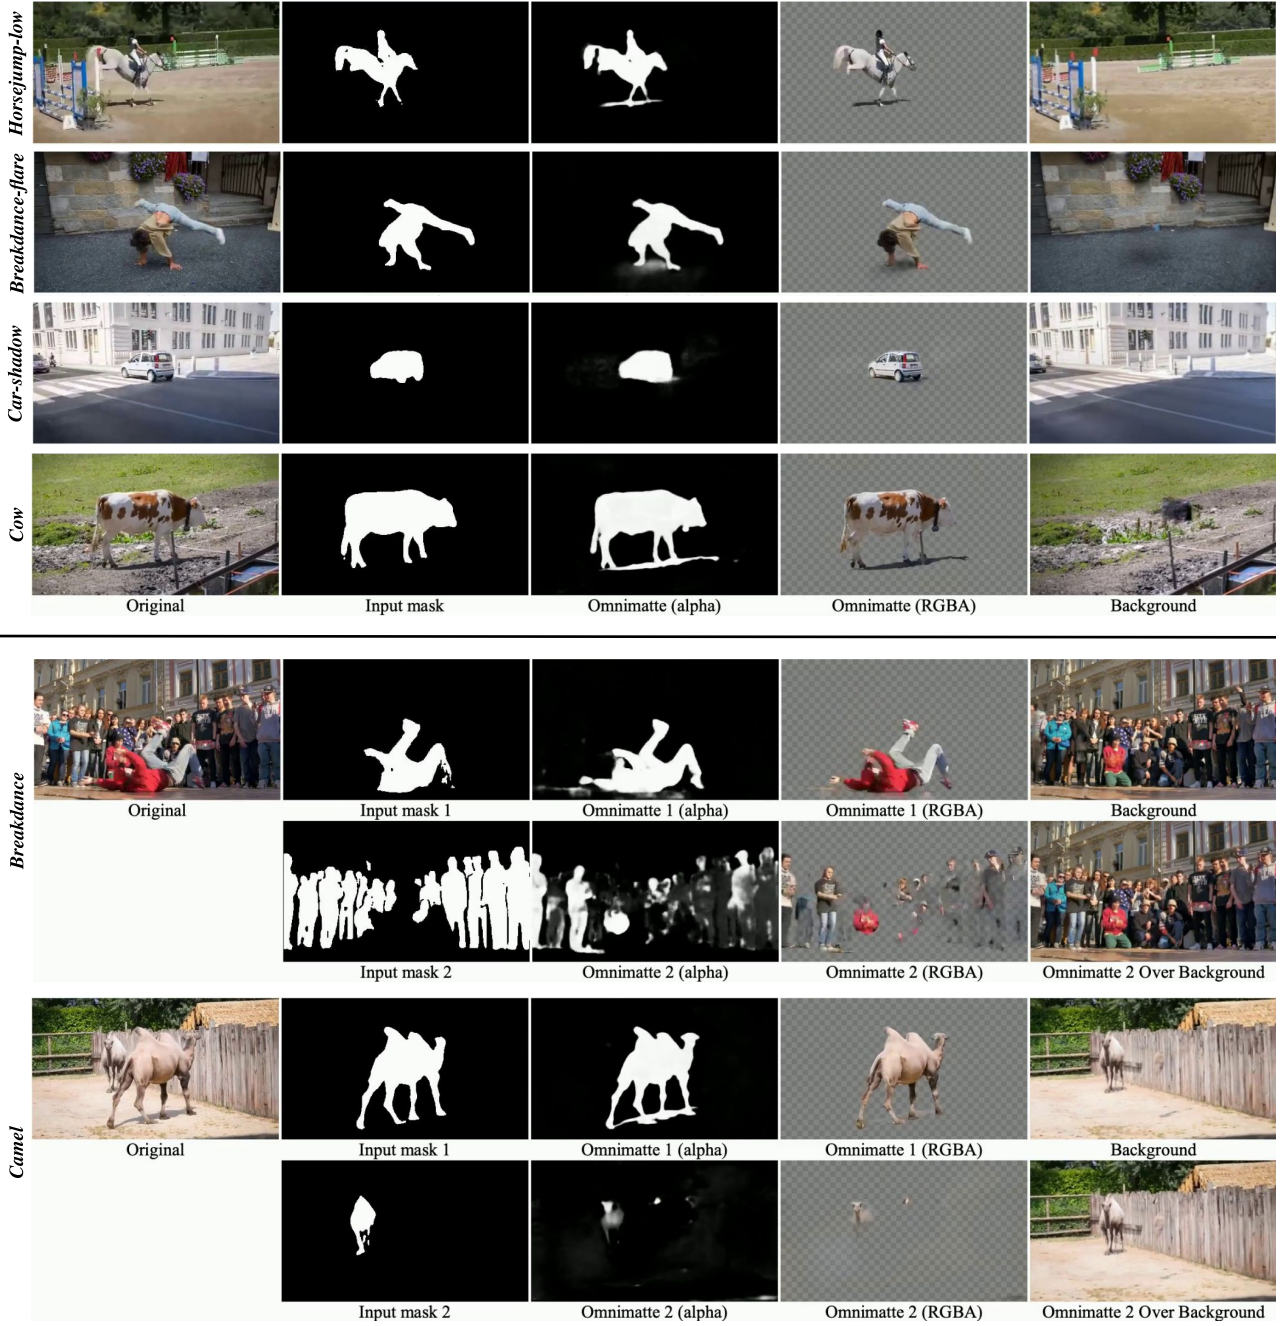 Horsejump-low
Breakdance-flare
Car-shadow
Cow
Original Input mask Omnimatte (alpha) Omnimatte (RGBA) Background
Breakdance
Original Input mask 1 Omnimatte 1 (alpha) Omnimatte 1 (RGBA) Background
Input mask 2 Omnimatte 2 (alpha) Omnimatte 2 (RGBA) Omnimatte 2 Over Background
Camel
Original Input mask 1 Omnimatte 1 (alpha) Omnimatte 1 (RGBA) Background
Input mask 2 Omnimatte 2 (alpha) Omnimatte 2 (RGBA) Omnimatte 2 Over Background